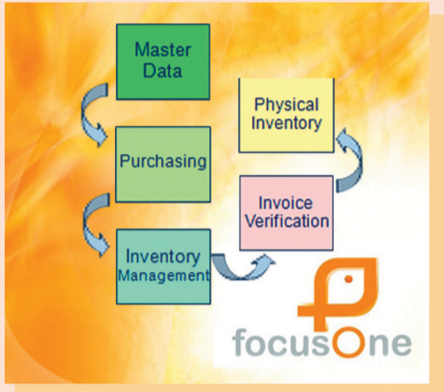 Master
Data
Purchasing
Inventory
Management
Invoice
Verification
Physical
Inventory
focusOne